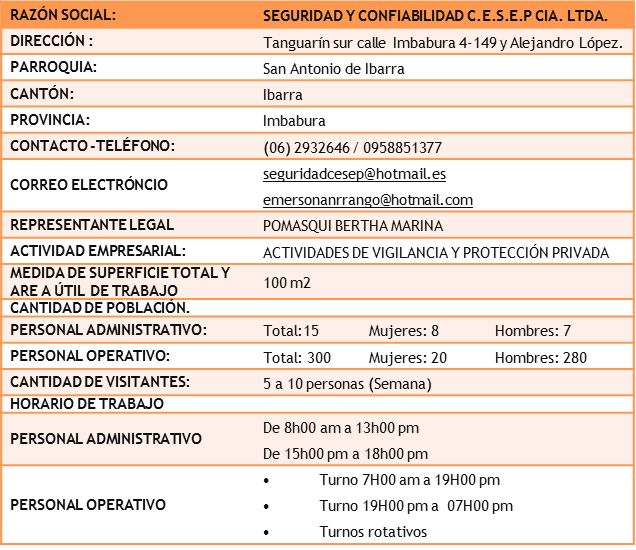 RAZÓN SOCIAL: SEGURIDAD Y CONFIABILIDAD C.E.S.E.P CIA. LTDA.
DIRECCIÓN : Tanguarín sur calle Imbabura 4-149 y Alejandro López.
PARROQUIA: San Antonio de Ibarra
CANTÓN: Ibarra
PROVINCIA: Imbabura
CONTACTO -TELÉFONO: (06) 2932646 / 0958851377
CORREO ELECTRÓNCIO
seguridadcesep@hotmail.es
emersonanrrango@hotmail.com
REPRESENTANTE LEGAL POMASQUI BERTHA MARINA
ACTIVIDAD EMPRESARIAL: ACTIVIDADES DE VIGILANCIA Y PROTECCIÓN PRIVADA
MEDIDA DE SUPERFICIE TOTAL Y
ARE A ÚTIL DE TRABAJO
100 m2
CANTIDAD DE POBLACIÓN.
PERSONAL ADMINISTRATIVO: Total:15 Mujeres: 8 Hombres: 7
PERSONAL OPERATIVO: Total: 300 Mujeres: 20 Hombres: 280
CANTIDAD DE VISITANTES: 5 a 10 personas (Semana)
HORARIO DE TRABAJO
PERSONAL ADMINISTRATIVO
De 8h00 am a 13h00 pm
De 15h00 pm a 18h00 pm
PERSONAL OPERATIVO
• Turno 7H00 am a 19H00 pm
• Turno 19H00 pm a 07H00 pm
• Turnos rotativos